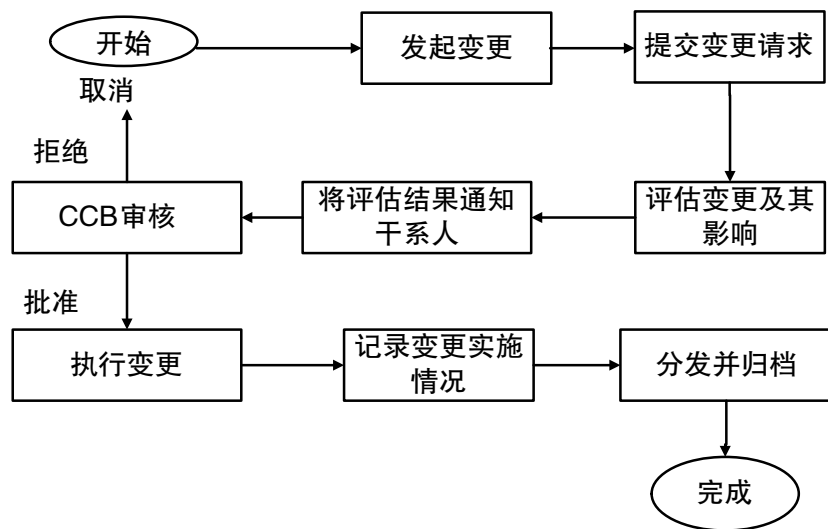 开始
发起变更
提交变更请求
取消
拒绝
CCB审核
将评估结果通知
干系人
评估变更及其
影响
批准
执行变更
记录变更实施
情况
分发并归档
完成